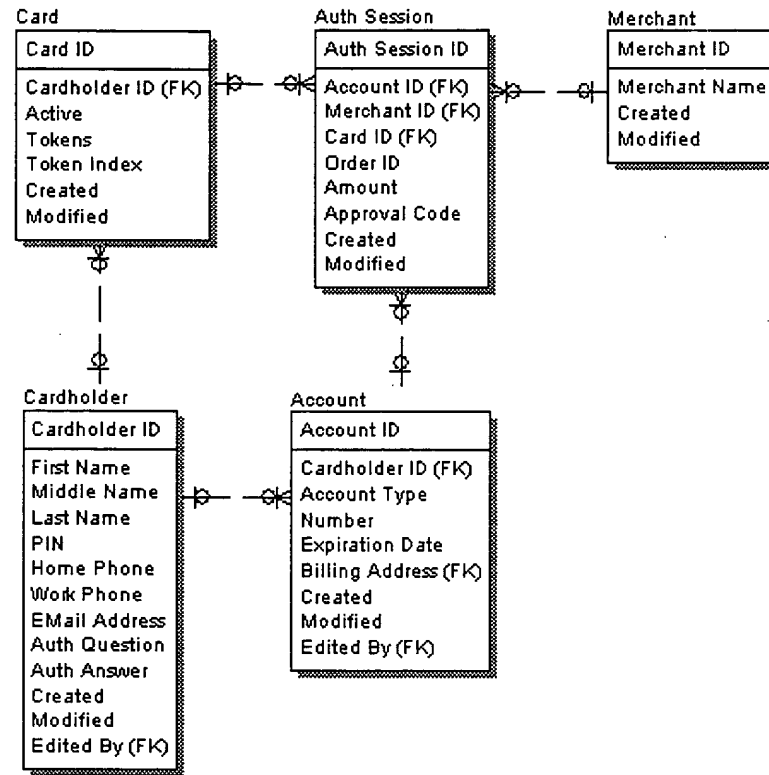 Card
Card ID
Cardholder ID (FK)
Active
Tokens
Token Index
Created
Modified
Auth Session
Auth Session ID
Account ID (FK)
Merchant ID (FK)
Card ID (FK)
Order ID
Amount
Approval Code
Created
Modified
Merchant
Merchant ID
Merchant Name
Created
Modified
Cardholder
Cardholder ID
First Name
Middle Name
Last Name
PIN
Home Phone
Work Phone
EMail Address
Auth Question
Auth Answer
Created
Modified
Edited By (FK)
Account
Account ID
Cardholder ID (FK)
Account Type
Number
Expiration Date
Billing Address (FK)
Created
Modified
Edited By (FK)